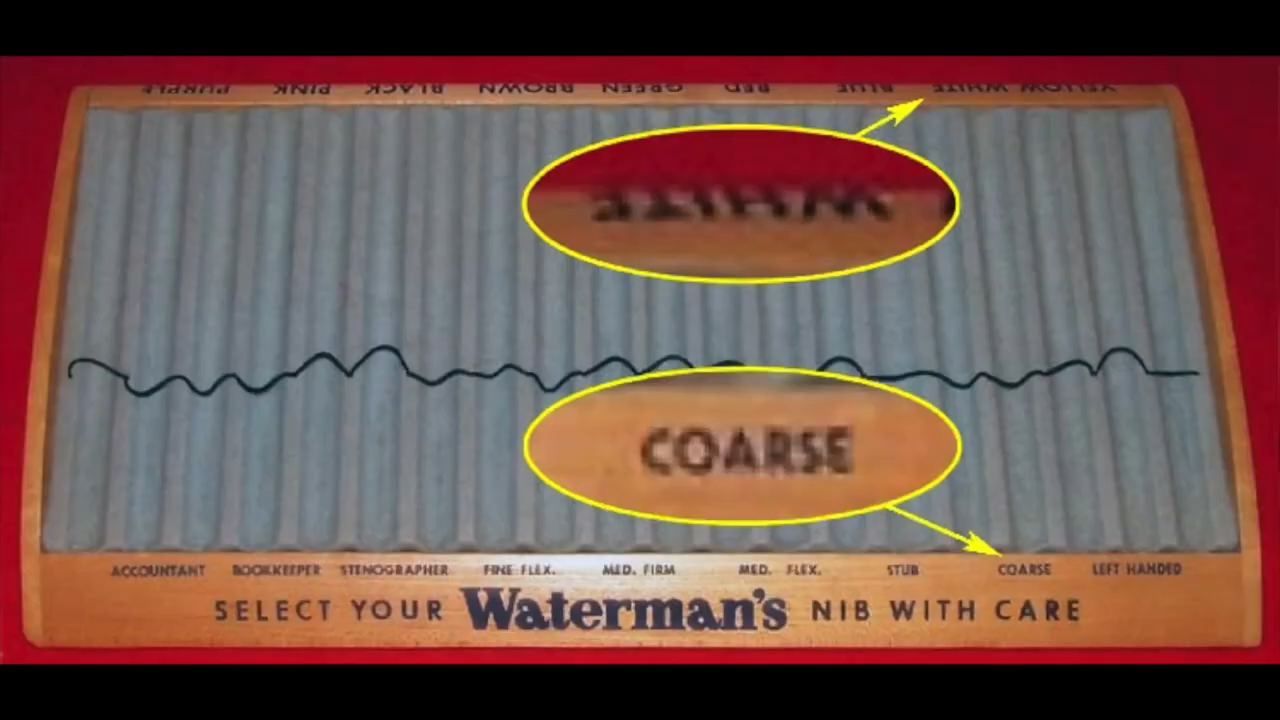 YELLOW WHITE BLUE RED GREEN BROWN BLACK PINK PURPLE
WHITE
COARSE
ACCOUNTANT BOOKKEEPER STENOGRAPHER FINE FLEX. MED. FIRM MED. FLEX. STUB COARSE LEFT HANDED
SELECT YOUR Waterman's NIB WITH CARE